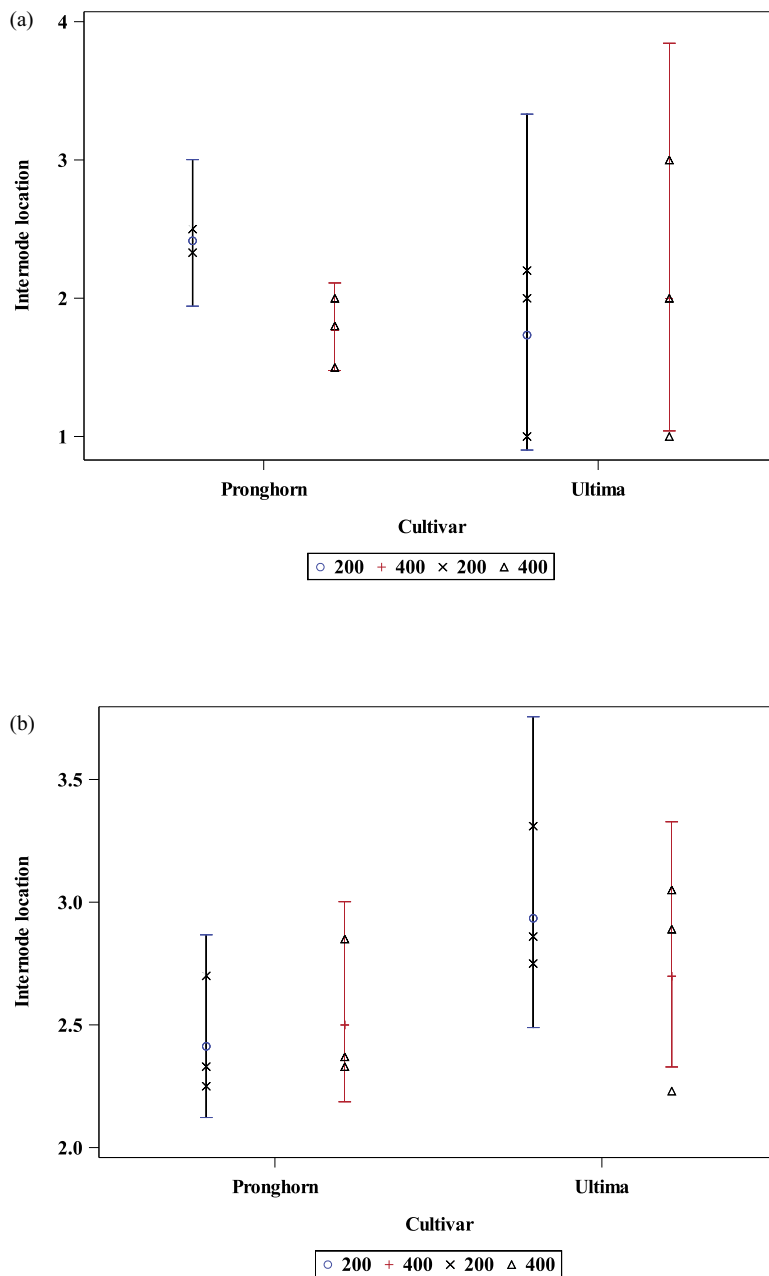 (a)
4
3
2
1
Internode location
Pronghorn Ultima
Cultivar
200 400 200 400
(b)
3.5
3.0
2.5
2.0
Internode location
Pronghorn Ultima
Cultivar
200 400 200 400